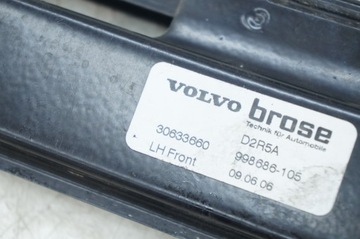 VOLVO brose
Technik für Automobile
30633660 D2R5A
LH Front 998686-105
09 06 06